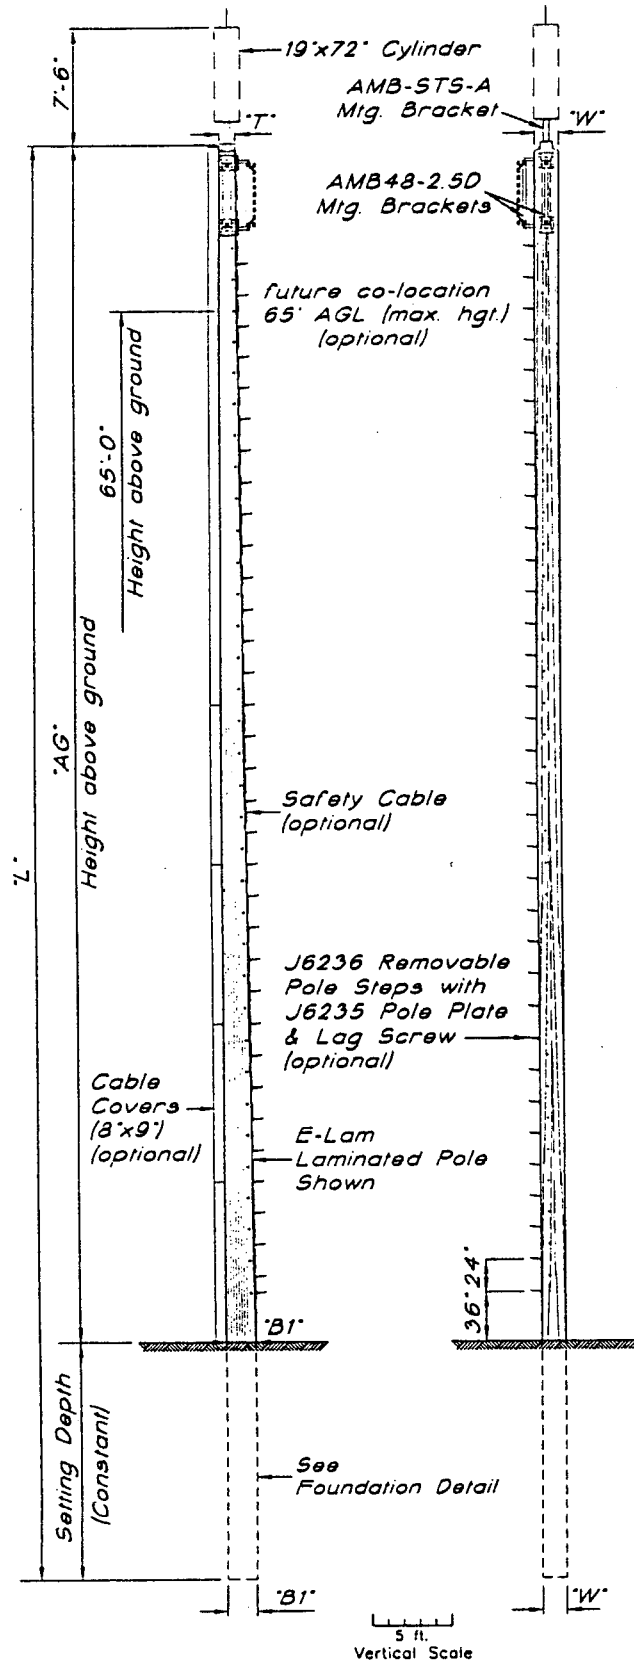 7'-6"
19"x72" Cylinder
AMB-STS-A
Mtg. Bracket
"T"
"W"
AMB48-2.5D
Mtg. Brackets
future co-location
65' AGL (max. hgt.)
(optional)
65'-0"
Height above ground
"AG"
Height above ground
"L"
Safety Cable
(optional)
J6236 Removable
Pole Steps with
J6235 Pole Plate
& Lag Screw
(optional)
Cable
Covers
(8"x9")
(optional)
E-Lam
Laminated Pole
Shown
36" 24"
"B1"
Setting Depth
(Constant)
See
Foundation Detail
"B1"
"W"
5 ft.
Vertical Scale